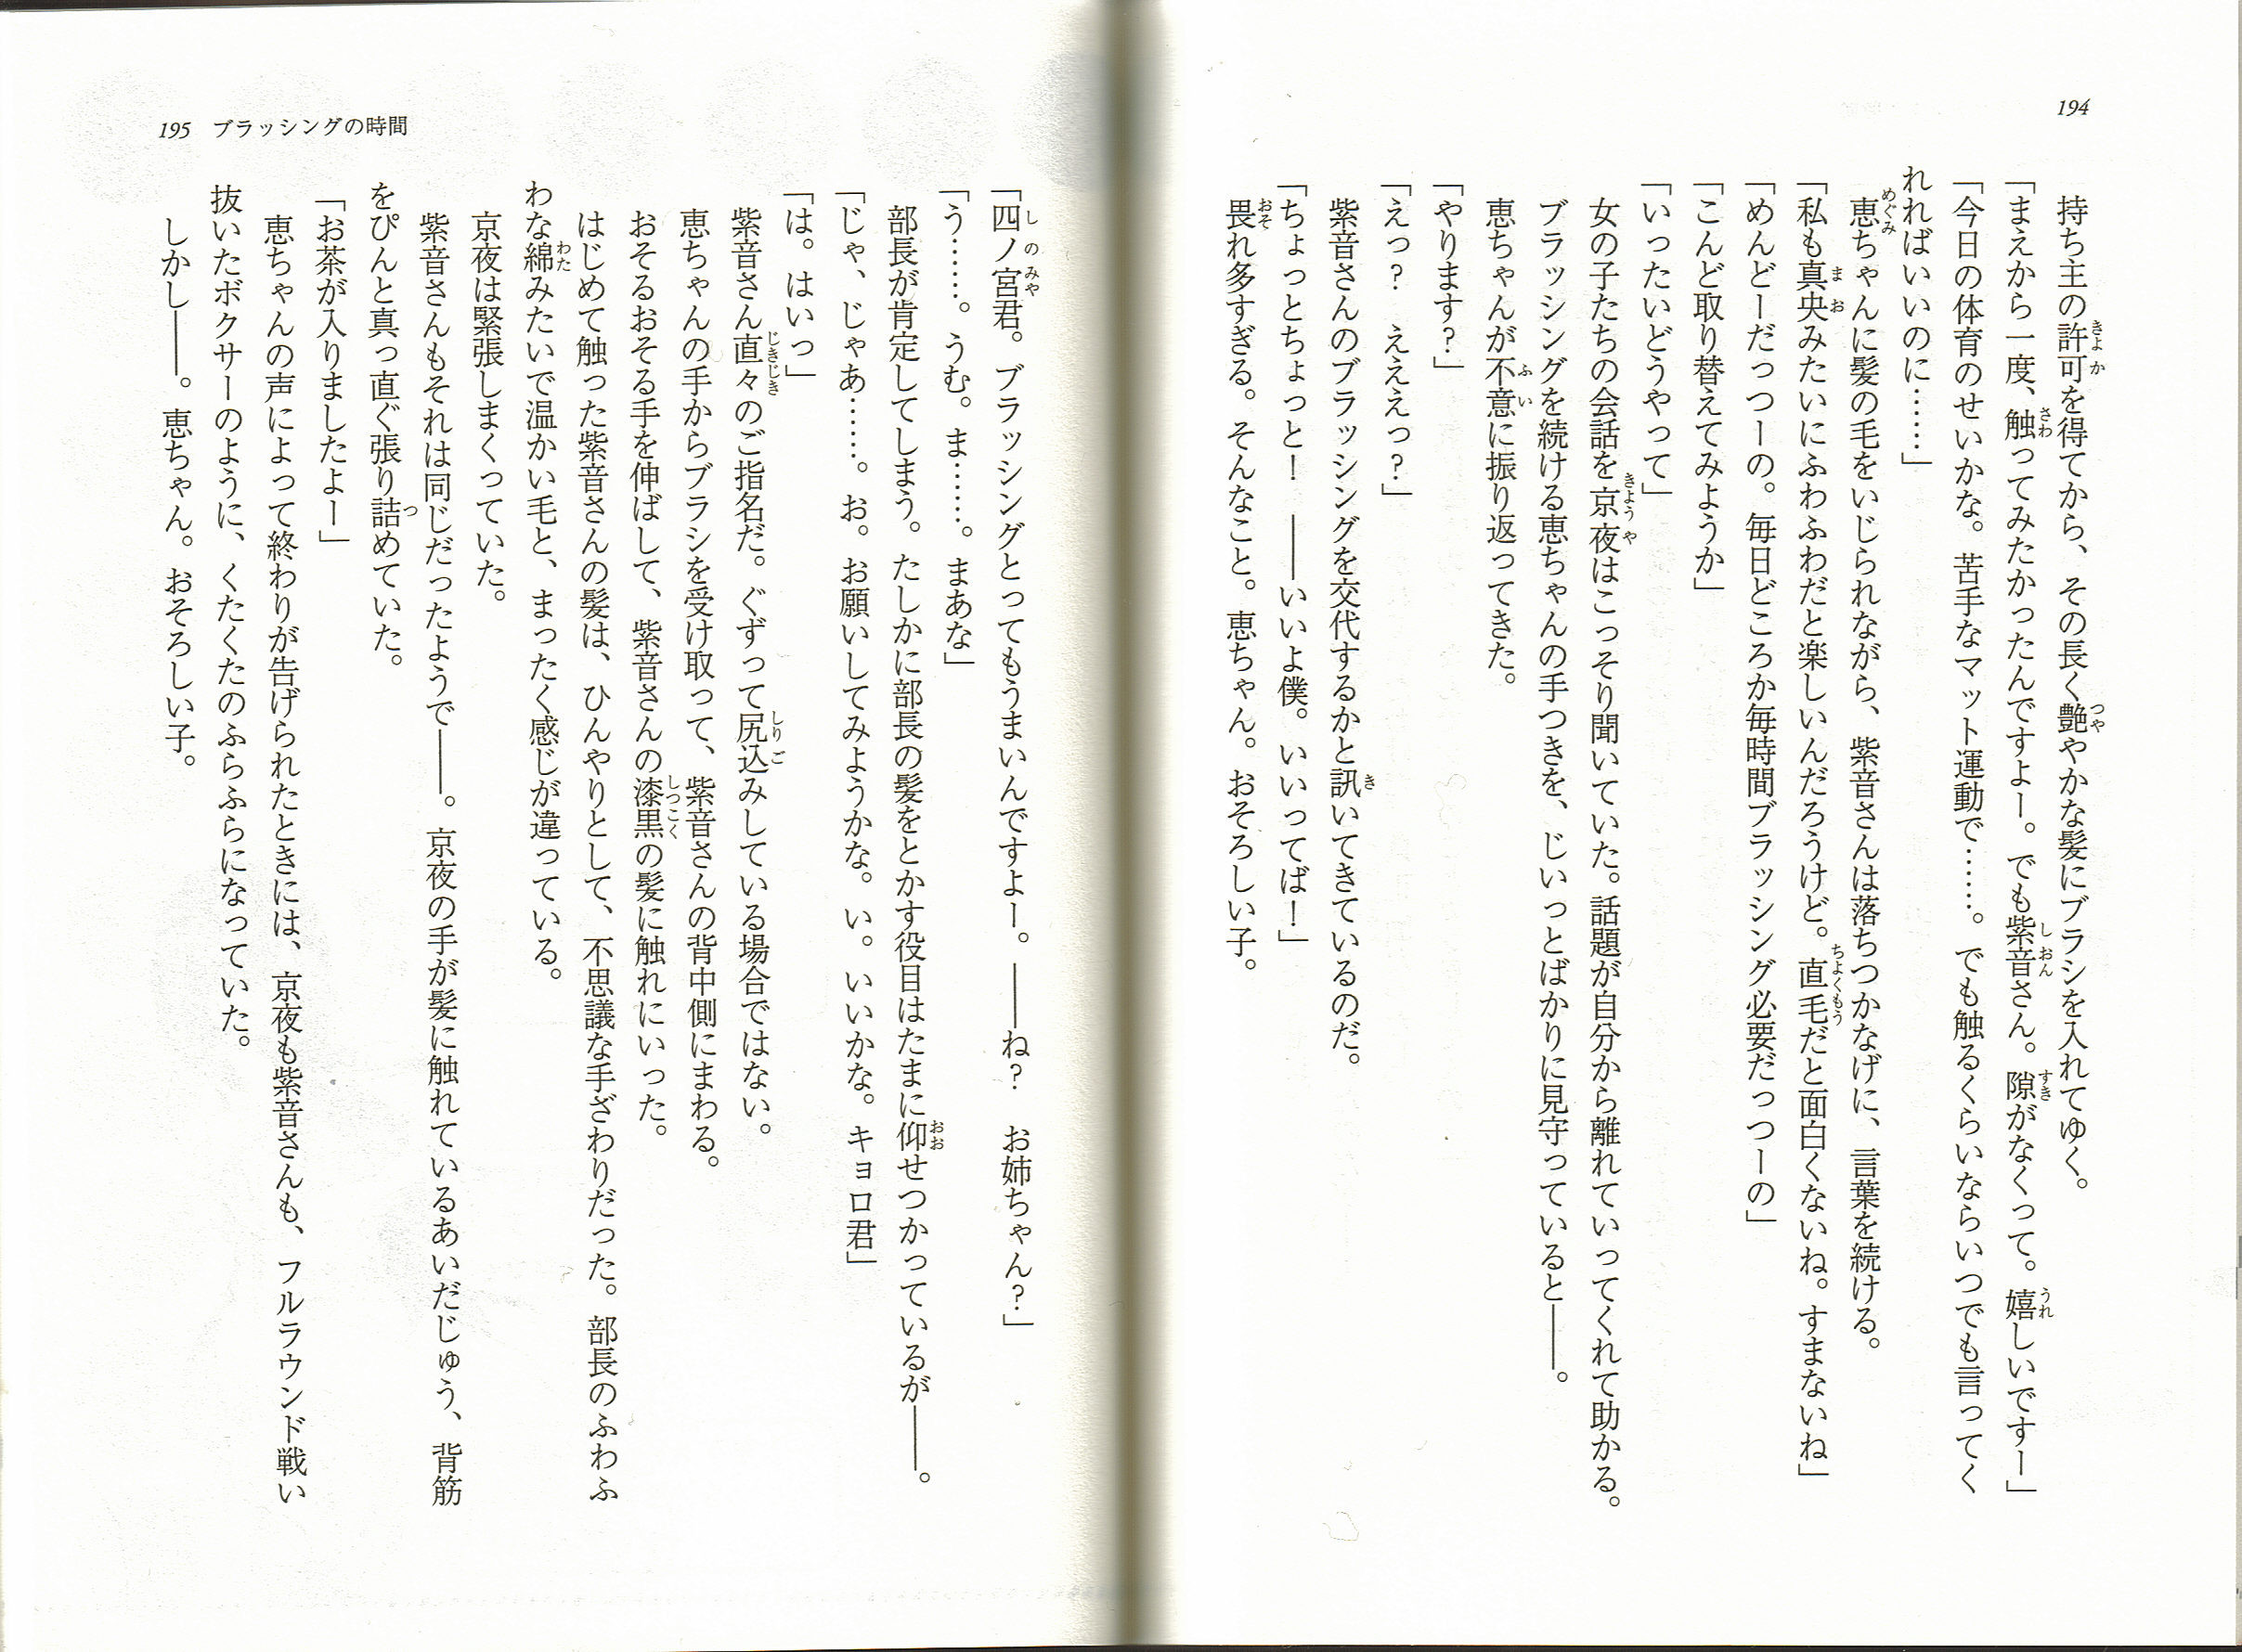 194
持ち主の許可を得てから、その長く艶やかな髪にブラシを入れてゆく。
「まえから一度、触ってみたかったんですよー。でも紫音さん。隙がなくって。嬉しいですー」
「今日の体育のせいかな。苦手なマット運動で……。でも触るくらいならいつでも言ってく
れればいいのに……」
恵ちゃんに髪の毛をいじられながら、紫音さんは落ちつかなげに、言葉を続ける。
「私も真央みたいにふわふわだと楽しいんだろうけど。直毛だと面白くないね。すまないね」
「めんどーだっつーの。毎日どころか毎時間ブラッシング必要だっつーの」
「こんど取り替えてみようか」
「いったいどうやって」
女の子たちの会話を京夜はこっそり聞いていた。話題が自分から離れていってくれて助かる。
ブラッシングを続ける恵ちゃんの手つきを、じいっとばかりに見守っていると――。
恵ちゃんが不意に振り返ってきた。
「やります？」
「えっ？　えええっ？」
紫音さんのブラッシングを交代するかと訊いてきているのだ。
「ちょっとちょっと！　――いいよ僕。いいってば！」
畏れ多すぎる。そんなこと。恵ちゃん。おそろしい子。
195　ブラッシングの時間
「四ノ宮君。ブラッシングとってもうまいんですよー。――ね？　お姉ちゃん？」
「う……。うむ。ま……。まあな」
部長が肯定してしまう。たしかに部長の髪をとかす役目はたまに仰せつかっているが――。
「じゃ、じゃあ……。お。お願いしてみようかな。い。いいかな。キョロ君」
「は。はいっ」
紫音さん直々のご指名だ。ぐずって尻込みしている場合ではない。
恵ちゃんの手からブラシを受け取って、紫音さんの背中側にまわる。
おそるおそる手を伸ばして、紫音さんの漆黒の髪に触れにいった。
はじめて触った紫音さんの髪は、ひんやりとして、不思議な手ざわりだった。部長のふわふ
わな綿みたいで温かい毛と、まったく感じが違っている。
京夜は緊張しまくっていた。
紫音さんもそれは同じだったようで――。京夜の手が髪に触れているあいだじゅう、背筋
をぴんと真っ直ぐ張り詰めていた。
「お茶が入りましたよー」
恵ちゃんの声によって終わりが告げられたときには、京夜も紫音さんも、フルラウンド戦い
抜いたボクサーのように、くたくたのふらふらになっていた。
しかし――。恵ちゃん。おそろしい子。